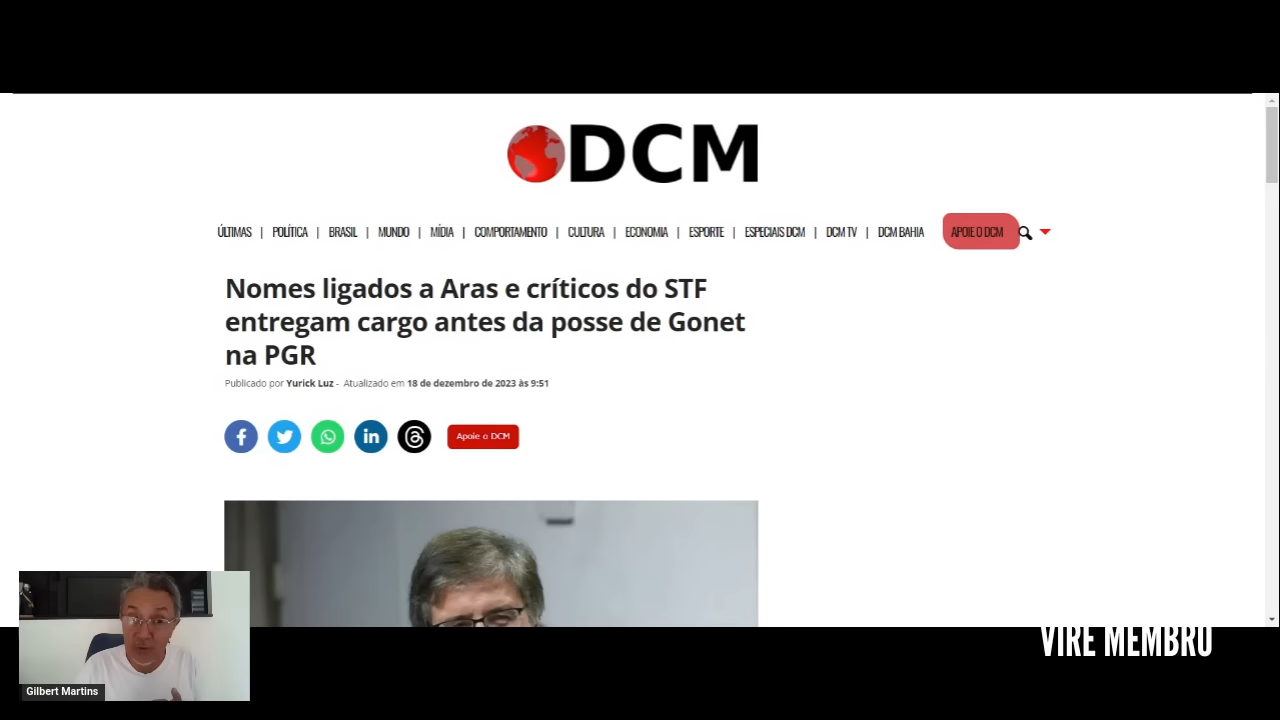 DCM
ÚLTIMAS | POLÍTICA | BRASIL | MUNDO | MÍDIA | COMPORTAMENTO | CULTURA | ECONOMIA | ESPORTE | ESPECIAIS DCM | DCM TV | DCM BAHIA APOIE O DCM
Nomes ligados a Aras e críticos do STF
entregam cargo antes da posse de Gonet
na PGR
Publicado por Yurick Luz - Atualizado em 18 de dezembro de 2023 às 9:51
Apoie o DCM
VIRE MEMBRO
Gilbert Martins